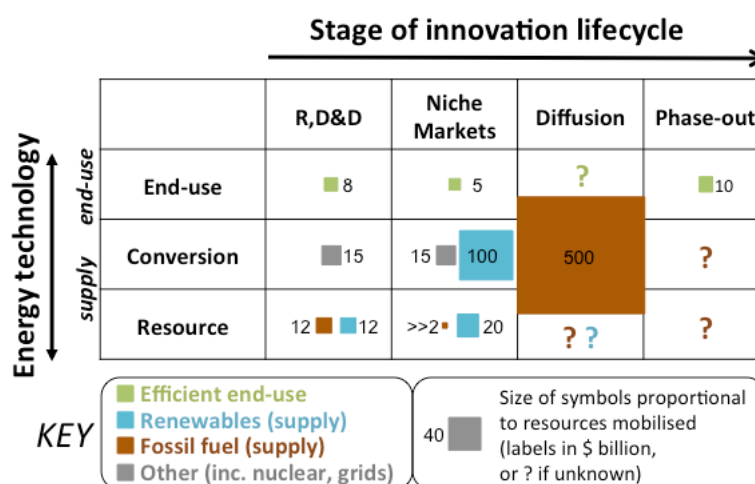 Stage of innovation lifecycle
R,D&D
Niche
Markets
Diffusion
Phase-out
Energy technology
end-use
supply
End-use
8
5
?
10
Conversion
15
15
100
500
?
Resource
12
12
>>2
20
? ?
?
KEY
Efficient end-use
Renewables (supply)
Fossil fuel (supply)
Other (inc. nuclear, grids)
40
Size of symbols proportional
to resources mobilised
(labels in $ billion,
or ? if unknown)